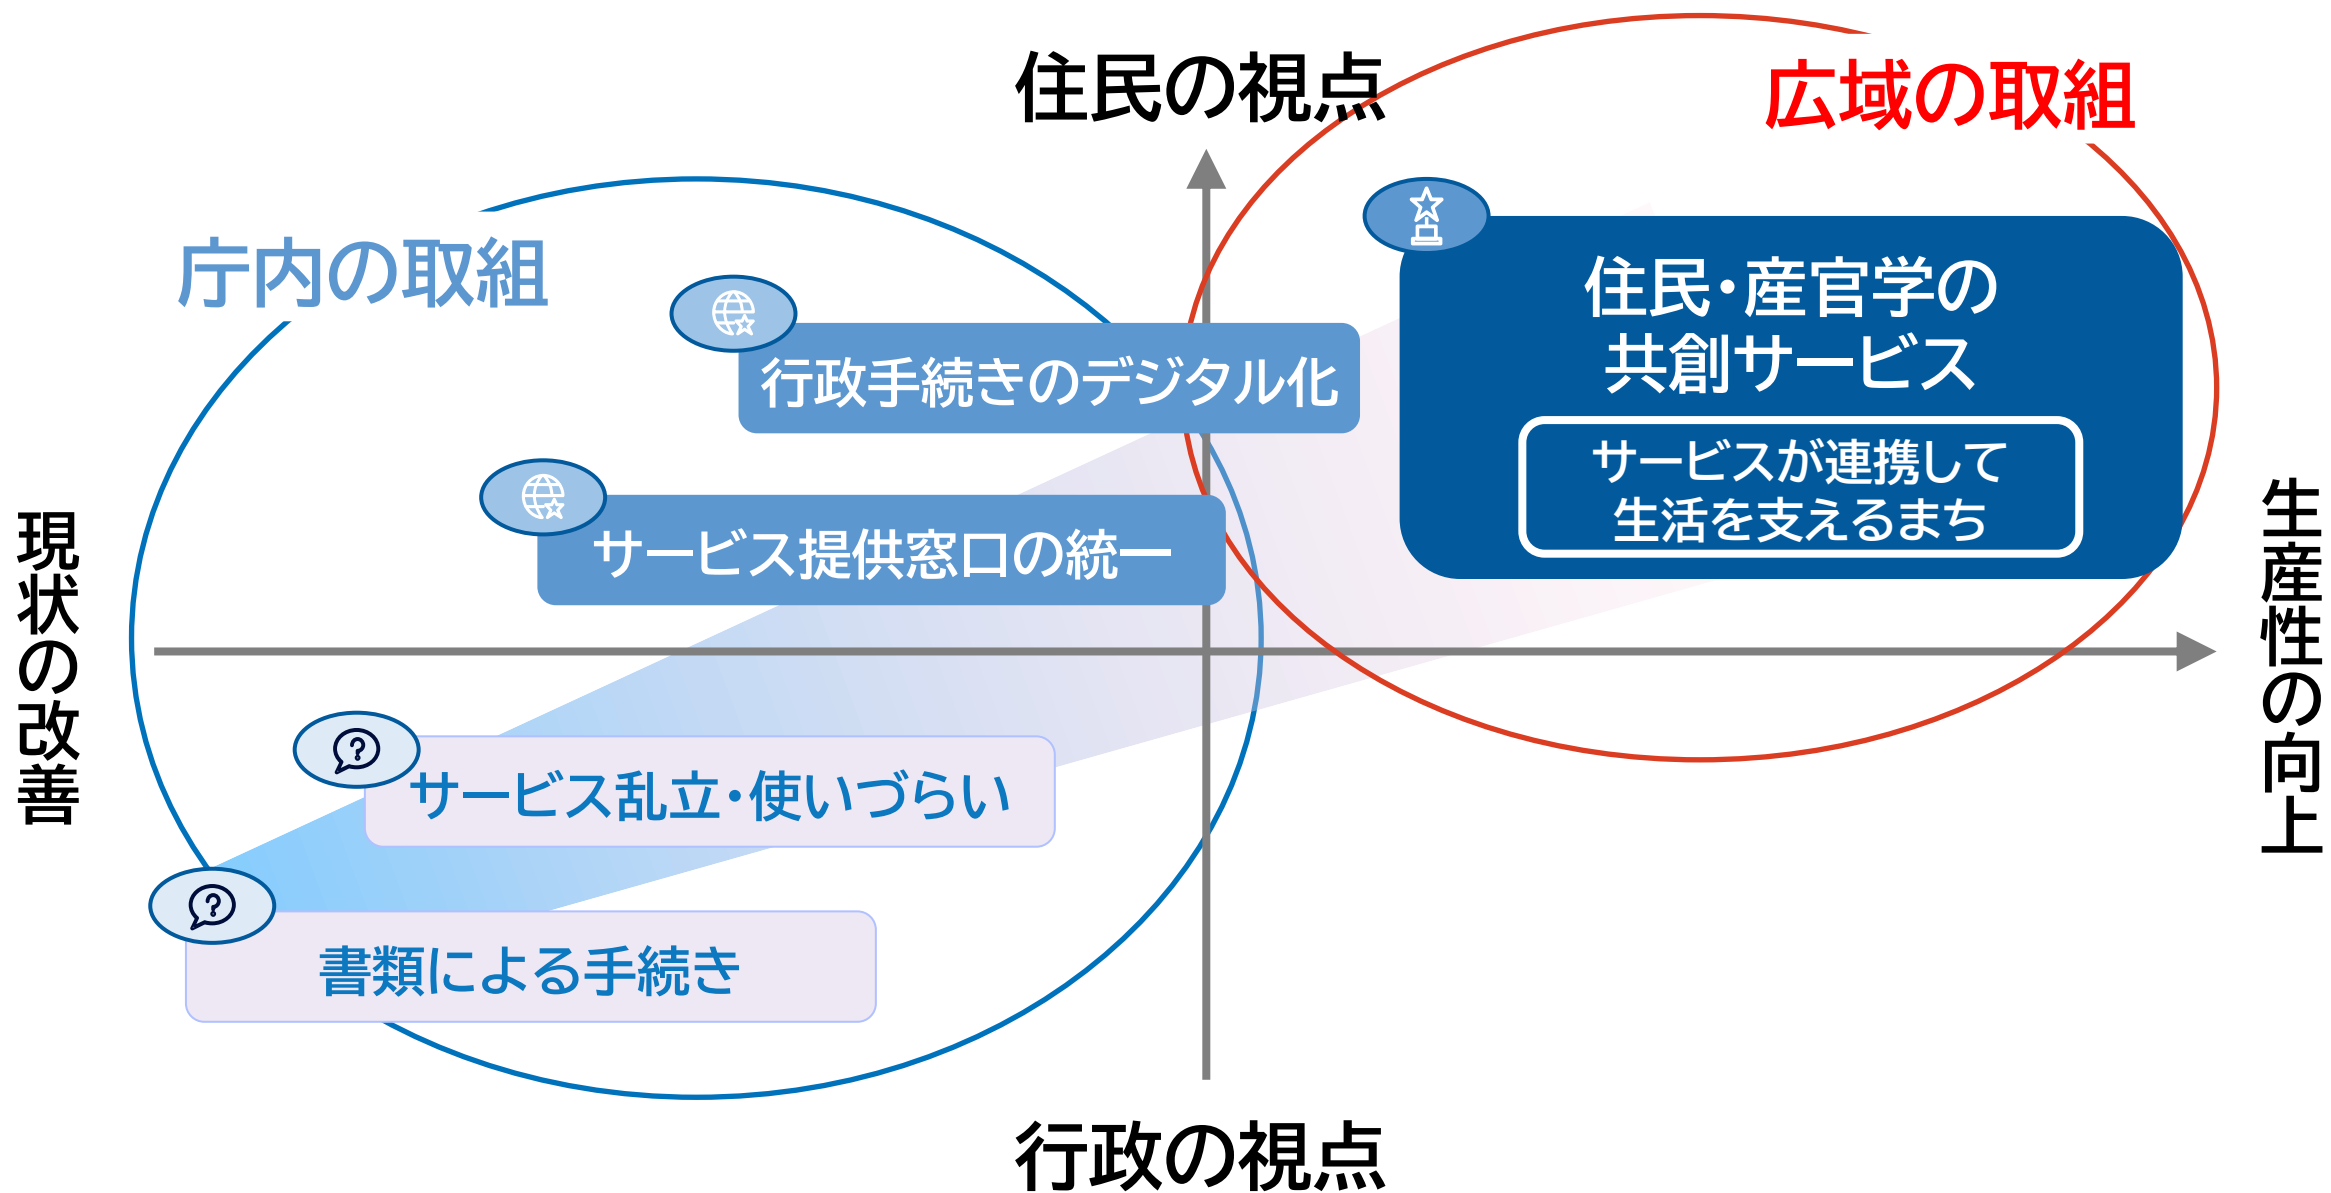 住民の視点
広域の取組
庁内の取組
住民・産官学の
共創サービス
サービスが連携して
生活を支えるまち
行政手続きのデジタル化
サービス提供窓口の統一
現状の改善
生産性の向上
サービス乱立・使いづらい
書類による手続き
行政の視点